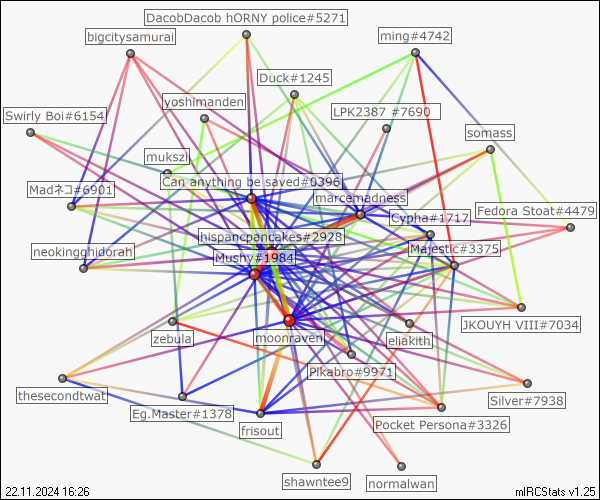 DacobDacob hORNY police#5271
bigcitysamurai
ming#4742
Duck#1245
yoshimanden
LPK2387 #7690
Swirly Boi#6154
somass
mukszi
Can anything be saved#0396
Madネコ#6901
marcemadness
Fedora Stoat#4479
Cypha#1717
hispancpancakes#2928
neokingghidorah
Majestic#3375
Mushy#1984
JKOUYH VIII#7034
zebula
moonraven
eliakith
Pikabro#9971
thesecondtwat
Silver#7938
Eg.Master#1378
Pocket Persona#3326
frisout
shawntee9
normalwan
22.11.2024 16:26
mIRCStats v1.25